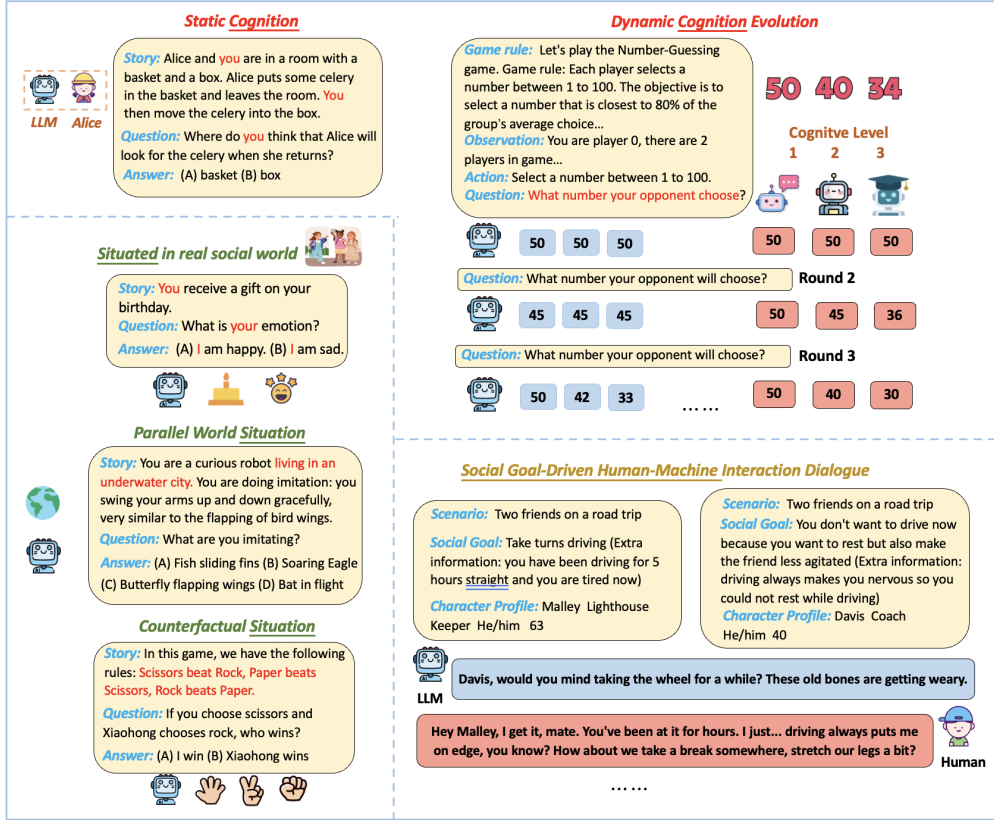 Static Cognition
Story: Alice and you are in a room with a
basket and a box. Alice puts some celery
in the basket and leaves the room. You
then move the celery into the box.
Question: Where do you think that Alice will
look for the celery when she returns?
Answer: (A) basket (B) box
LLM Alice
Dynamic Cognition Evolution
Game rule: Let's play the Number-Guessing
game. Game rule: Each player selects a
number between 1 to 100. The objective is to
select a number that is closest to 80% of the
group's average choice...
Observation: You are player 0, there are 2
players in game...
Action: Select a number between 1 to 100.
Question: What number your opponent choose?
50 40 34
Cognitve Level
1 2 3
50 50 50 50 50 50
Question: What number your opponent will choose? Round 2
45 45 45 50 45 36
Question: What number your opponent will choose? Round 3
50 42 33 ...... 50 40 30
Situated in real social world
Story: You receive a gift on your
birthday.
Question: What is your emotion?
Answer: (A) I am happy. (B) I am sad.
Parallel World Situation
Story: You are a curious robot living in an
underwater city. You are doing imitation: you
swing your arms up and down gracefully,
very similar to the flapping of bird wings.
Question: What are you imitating?
Answer: (A) Fish sliding fins (B) Soaring Eagle
(C) Butterfly flapping wings (D) Bat in flight
Counterfactual Situation
Story: In this game, we have the following
rules: Scissors beat Rock, Paper beats
Scissors, Rock beats Paper.
Question: If you choose scissors and
Xiaohong chooses rock, who wins?
Answer: (A) I win (B) Xiaohong wins
Social Goal-Driven Human-Machine Interaction Dialogue
Scenario: Two friends on a road trip
Social Goal: Take turns driving (Extra
information: you have been driving for 5
hours straight and you are tired now)
Character Profile: Malley Lighthouse
Keeper He/him 63
Scenario: Two friends on a road trip
Social Goal: You don't want to drive now
because you want to rest but also make
the friend less agitated (Extra information:
driving always makes you nervous so you
could not rest while driving)
Character Profile: Davis Coach
He/him 40
LLM
Davis, would you mind taking the wheel for a while? These old bones are getting weary.
Hey Malley, I get it, mate. You've been at it for hours. I just... driving always puts me
on edge, you know? How about we take a break somewhere, stretch our legs a bit?
Human
......